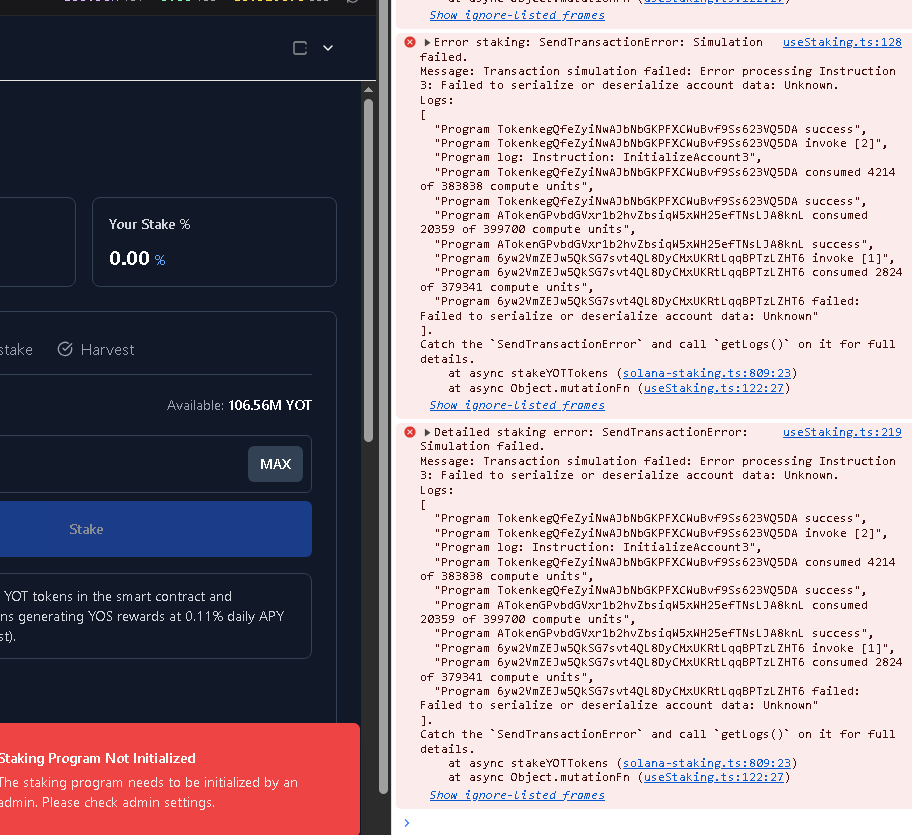 Your Stake %
0.00 %
stake
Harvest
Available: 106.56M YOT
MAX
Stake
YOT tokens in the smart contract and
ns generating YOS rewards at 0.11% daily APY
st).
Staking Program Not Initialized
The staking program needs to be initialized by an
admin. Please check admin settings.
at async Object.mutationFn (useStaking.ts:122:27)
Show ignore-listed frames
Error staking: SendTransactionError: Simulation useStaking.ts:128
failed.
Message: Transaction simulation failed: Error processing Instruction
3: Failed to serialize or deserialize account data: Unknown.
Logs:
[
"Program TokenkegQfeZyiNwAJbNbGKPFXCWuBvf9Ss623VQ5DA success",
"Program TokenkegQfeZyiNwAJbNbGKPFXCWuBvf9Ss623VQ5DA invoke [2]",
"Program log: Instruction: InitializeAccount3",
"Program TokenkegQfeZyiNwAJbNbGKPFXCWuBvf9Ss623VQ5DA consumed 4214
of 383838 compute units",
"Program TokenkegQfeZyiNwAJbNbGKPFXCWuBvf9Ss623VQ5DA success",
"Program ATokenGPvbdGVxr1b2hvZbsiqW5xWH25efTNsLJA8knL consumed
20359 of 399700 compute units",
"Program ATokenGPvbdGVxr1b2hvZbsiqW5xWH25efTNsLJA8knL success",
"Program 6yw2VmZEJw5QkSG7svt4QL8DyCMxUKRtLqqBPTzLZHT6 invoke [1]",
"Program 6yw2VmZEJw5QkSG7svt4QL8DyCMxUKRtLqqBPTzLZHT6 consumed 2824
of 379341 compute units",
"Program 6yw2VmZEJw5QkSG7svt4QL8DyCMxUKRtLqqBPTzLZHT6 failed:
Failed to serialize or deserialize account data: Unknown"
].
Catch the `SendTransactionError` and call `getLogs()` on it for full
details.
at async stakeYOTTokens (solana-staking.ts:809:23)
at async Object.mutationFn (useStaking.ts:122:27)
Show ignore-listed frames
Detailed staking error: SendTransactionError: useStaking.ts:219
Simulation failed.
Message: Transaction simulation failed: Error processing Instruction
3: Failed to serialize or deserialize account data: Unknown.
Logs:
[
"Program TokenkegQfeZyiNwAJbNbGKPFXCWuBvf9Ss623VQ5DA success",
"Program TokenkegQfeZyiNwAJbNbGKPFXCWuBvf9Ss623VQ5DA invoke [2]",
"Program log: Instruction: InitializeAccount3",
"Program TokenkegQfeZyiNwAJbNbGKPFXCWuBvf9Ss623VQ5DA consumed 4214
of 383838 compute units",
"Program TokenkegQfeZyiNwAJbNbGKPFXCWuBvf9Ss623VQ5DA success",
"Program ATokenGPvbdGVxr1b2hvZbsiqW5xWH25efTNsLJA8knL consumed
20359 of 399700 compute units",
"Program ATokenGPvbdGVxr1b2hvZbsiqW5xWH25efTNsLJA8knL success",
"Program 6yw2VmZEJw5QkSG7svt4QL8DyCMxUKRtLqqBPTzLZHT6 invoke [1]",
"Program 6yw2VmZEJw5QkSG7svt4QL8DyCMxUKRtLqqBPTzLZHT6 consumed 2824
of 379341 compute units",
"Program 6yw2VmZEJw5QkSG7svt4QL8DyCMxUKRtLqqBPTzLZHT6 failed:
Failed to serialize or deserialize account data: Unknown"
].
Catch the `SendTransactionError` and call `getLogs()` on it for full
details.
at async stakeYOTTokens (solana-staking.ts:809:23)
at async Object.mutationFn (useStaking.ts:122:27)
Show ignore-listed frames